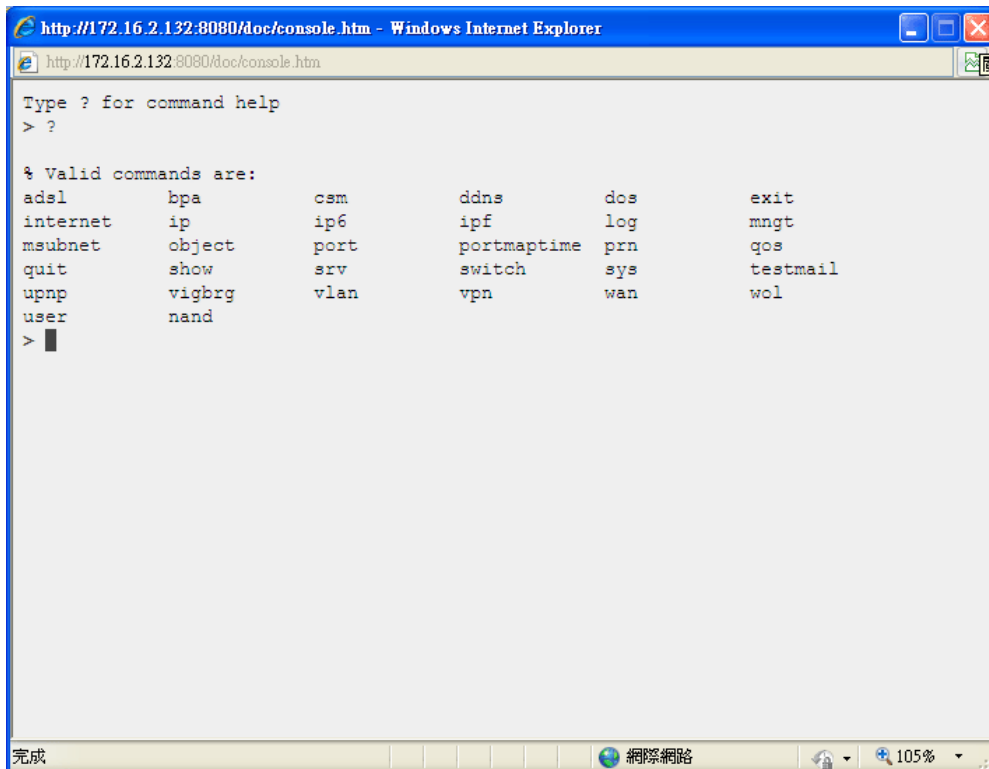 http://172.16.2.132:8080/doc/console.htm - Windows Internet Explorer
http://172.16.2.132:8080/doc/console.htm
Type ? for command help
> ?
% Valid commands are:
adsl bpa csm ddns dos exit
internet ip ip6 ipf log mngt
msubnet object port portmaptime prn qos
quit show srv switch sys testmail
upnp vigbrg vlan vpn wan wol
user nand
>
完成 網際網路 105%